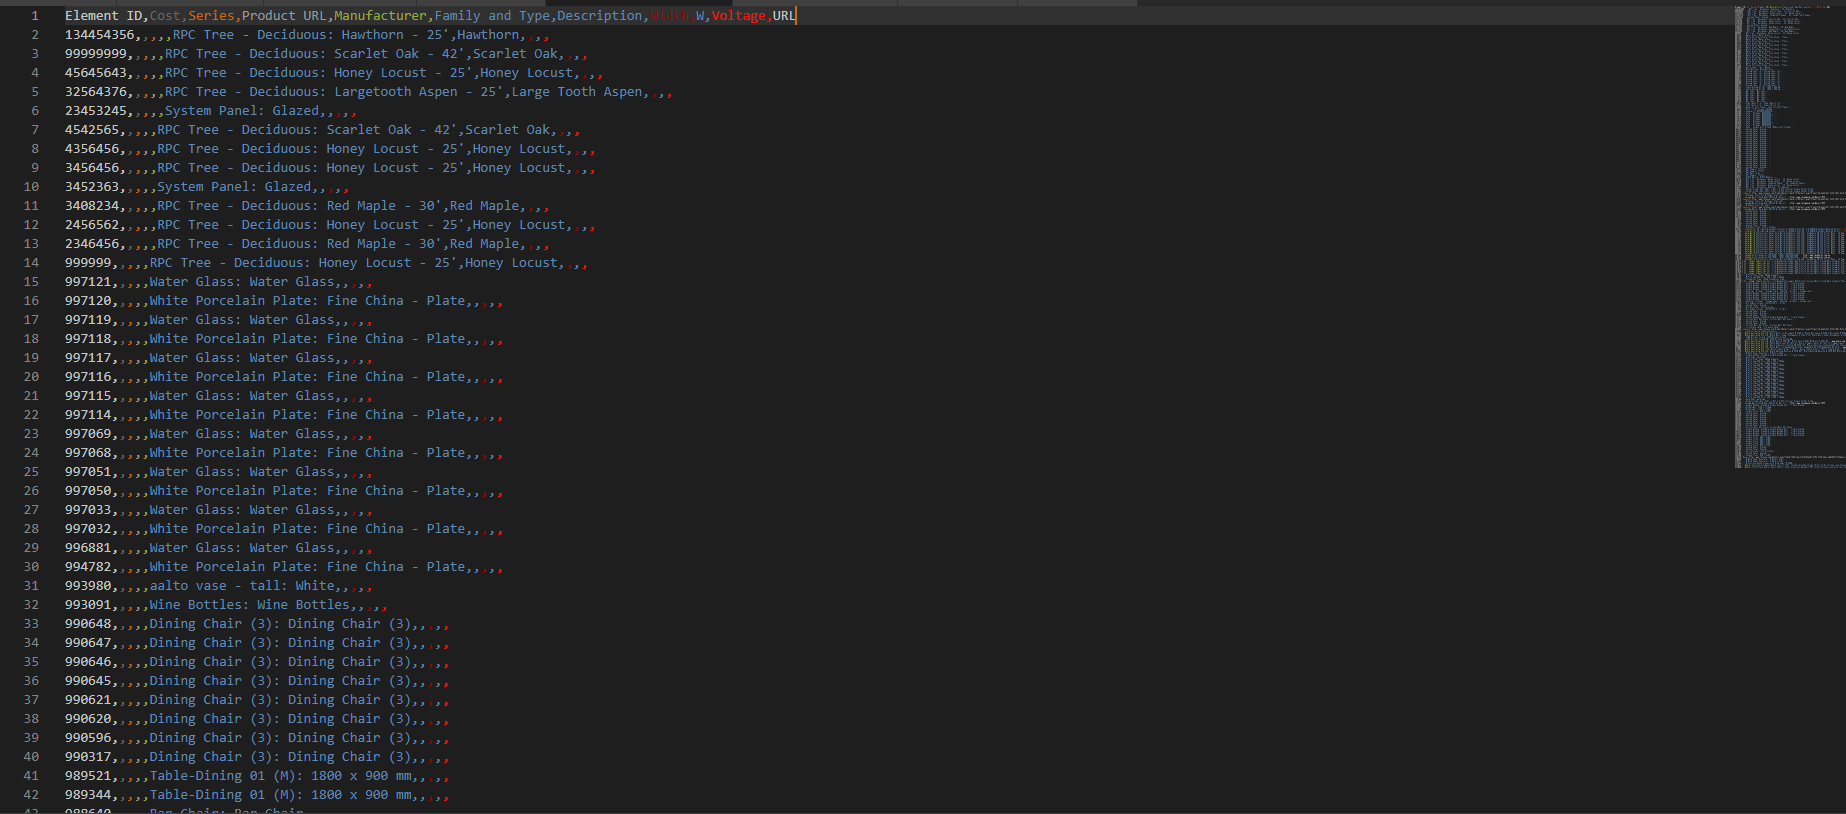 1 Element ID,Cost,Series,Product URL,Manufacturer,Family and Type,Description,Width,W,Voltage,URL
2 134454356,,,,,RPC Tree - Deciduous: Hawthorn - 25',Hawthorn,,,,
3 99999999,,,,,RPC Tree - Deciduous: Scarlet Oak - 42',Scarlet Oak,,,,
4 45645643,,,,,RPC Tree - Deciduous: Honey Locust - 25',Honey Locust,,,,
5 32564376,,,,,RPC Tree - Deciduous: Largetooth Aspen - 25',Large Tooth Aspen,,,,
6 23453245,,,,,System Panel: Glazed,,,,,
7 4542565,,,,,RPC Tree - Deciduous: Scarlet Oak - 42',Scarlet Oak,,,,
8 4356456,,,,,RPC Tree - Deciduous: Honey Locust - 25',Honey Locust,,,,
9 3456456,,,,,RPC Tree - Deciduous: Honey Locust - 25',Honey Locust,,,,
10 3452363,,,,,System Panel: Glazed,,,,,
11 3408234,,,,,RPC Tree - Deciduous: Red Maple - 30',Red Maple,,,,
12 2456562,,,,,RPC Tree - Deciduous: Honey Locust - 25',Honey Locust,,,,
13 2346456,,,,,RPC Tree - Deciduous: Red Maple - 30',Red Maple,,,,
14 999999,,,,,RPC Tree - Deciduous: Honey Locust - 25',Honey Locust,,,,
15 997121,,,,,Water Glass: Water Glass,,,,,
16 997120,,,,,White Porcelain Plate: Fine China - Plate,,,,,
17 997119,,,,,Water Glass: Water Glass,,,,,
18 997118,,,,,White Porcelain Plate: Fine China - Plate,,,,,
19 997117,,,,,Water Glass: Water Glass,,,,,
20 997116,,,,,White Porcelain Plate: Fine China - Plate,,,,,
21 997115,,,,,Water Glass: Water Glass,,,,,
22 997114,,,,,White Porcelain Plate: Fine China - Plate,,,,,
23 997069,,,,,Water Glass: Water Glass,,,,,
24 997068,,,,,White Porcelain Plate: Fine China - Plate,,,,,
25 997051,,,,,Water Glass: Water Glass,,,,,
26 997050,,,,,White Porcelain Plate: Fine China - Plate,,,,,
27 997033,,,,,Water Glass: Water Glass,,,,,
28 997032,,,,,White Porcelain Plate: Fine China - Plate,,,,,
29 996881,,,,,Water Glass: Water Glass,,,,,
30 994782,,,,,White Porcelain Plate: Fine China - Plate,,,,,
31 993980,,,,,aalto vase - tall: White,,,,,
32 993091,,,,,Wine Bottles: Wine Bottles,,,,,
33 990648,,,,,Dining Chair (3): Dining Chair (3),,,,,
34 990647,,,,,Dining Chair (3): Dining Chair (3),,,,,
35 990646,,,,,Dining Chair (3): Dining Chair (3),,,,,
36 990645,,,,,Dining Chair (3): Dining Chair (3),,,,,
37 990621,,,,,Dining Chair (3): Dining Chair (3),,,,,
38 990620,,,,,Dining Chair (3): Dining Chair (3),,,,,
39 990596,,,,,Dining Chair (3): Dining Chair (3),,,,,
40 990317,,,,,Dining Chair (3): Dining Chair (3),,,,,
41 989521,,,,,Table-Dining 01 (M): 1800 x 900 mm,,,,,
42 989344,,,,,Table-Dining 01 (M): 1800 x 900 mm,,,,,